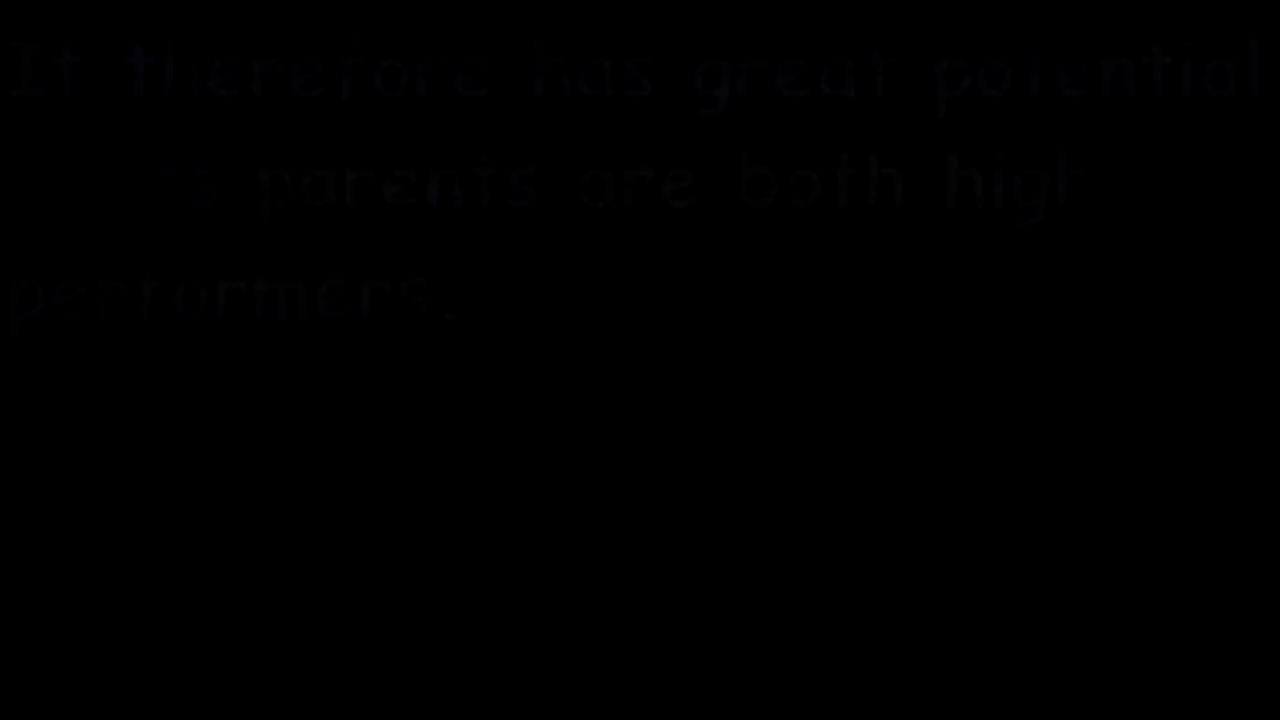 It therefore has great potential
parents are both high
performers.